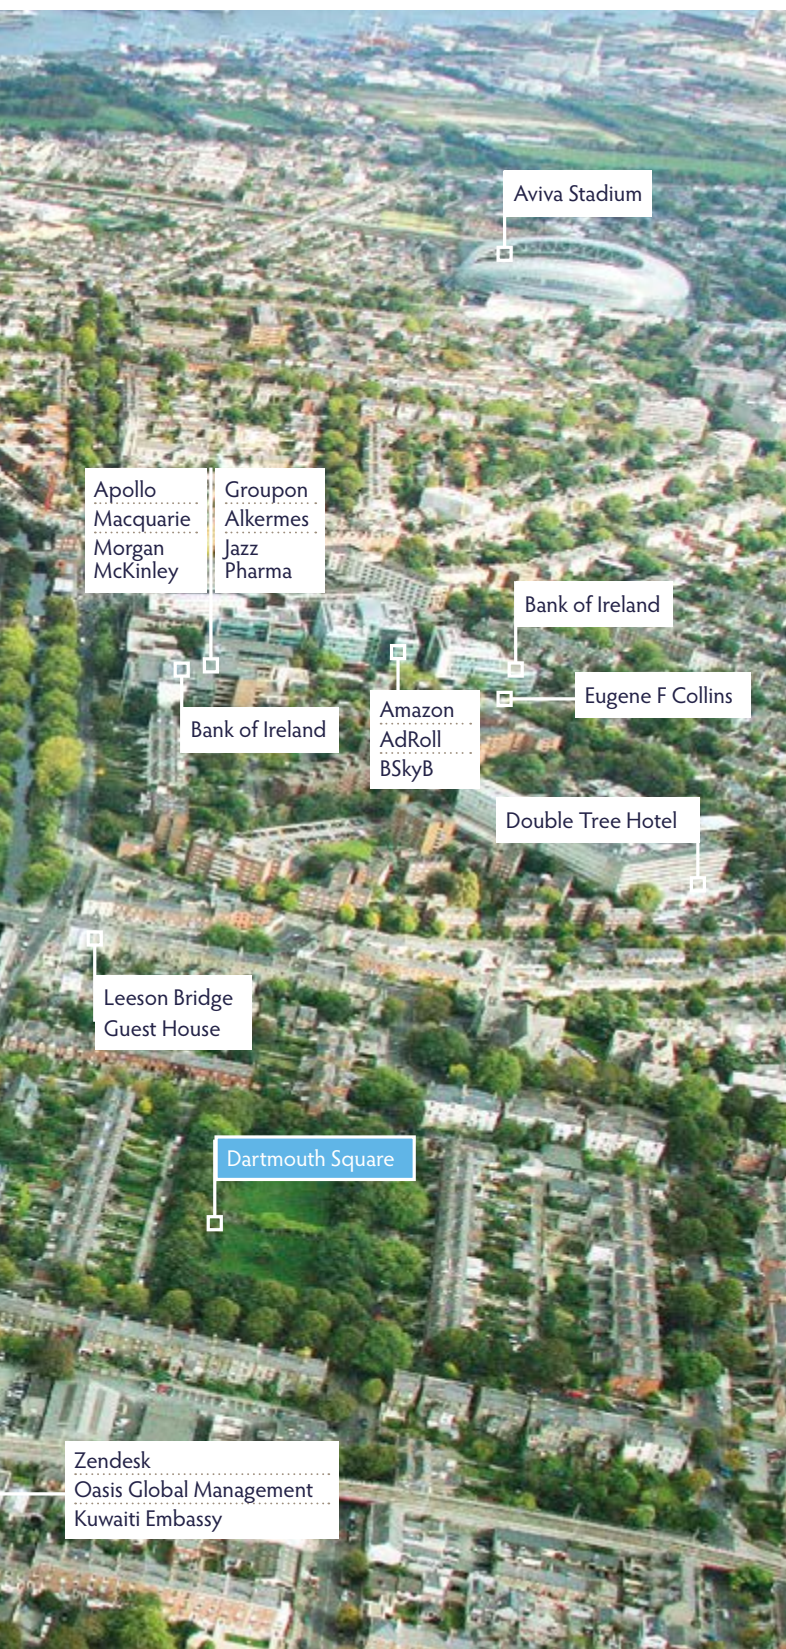 Aviva Stadium
Apollo
Macquarie
Morgan
McKinley
Groupon
Alkermes
Jazz
Pharma
Bank of Ireland
Eugene F Collins
Bank of Ireland
Amazon
AdRoll
BSkyB
Double Tree Hotel
Leeson Bridge
Guest House
Dartmouth Square
Zendesk
Oasis Global Management
Kuwaiti Embassy